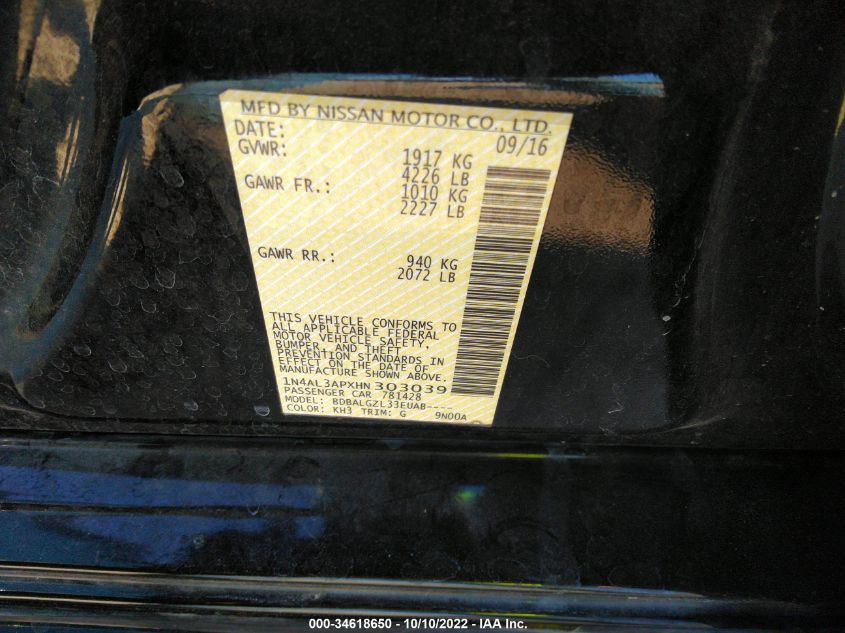 MFD BY NISSAN MOTOR CO., LTD.
DATE: 09/16
GVWR: 1917 KG
4226 LB
GAWR FR.: 1010 KG
2227 LB
GAWR RR.: 940 KG
2072 LB
THIS VEHICLE CONFORMS TO
ALL APPLICABLE FEDERAL
MOTOR VEHICLE SAFETY,
BUMPER, AND THEFT
PREVENTION STANDARDS IN
EFFECT ON THE DATE OF
MANUFACTURE SHOWN ABOVE.
1N4AL3APXHN303039
PASSENGER CAR 781428
MODEL: BDBALGZL33EUAB----
COLOR: KH3 TRIM: G 9N00A
000-34618650 - 10/10/2022 - IAA Inc.